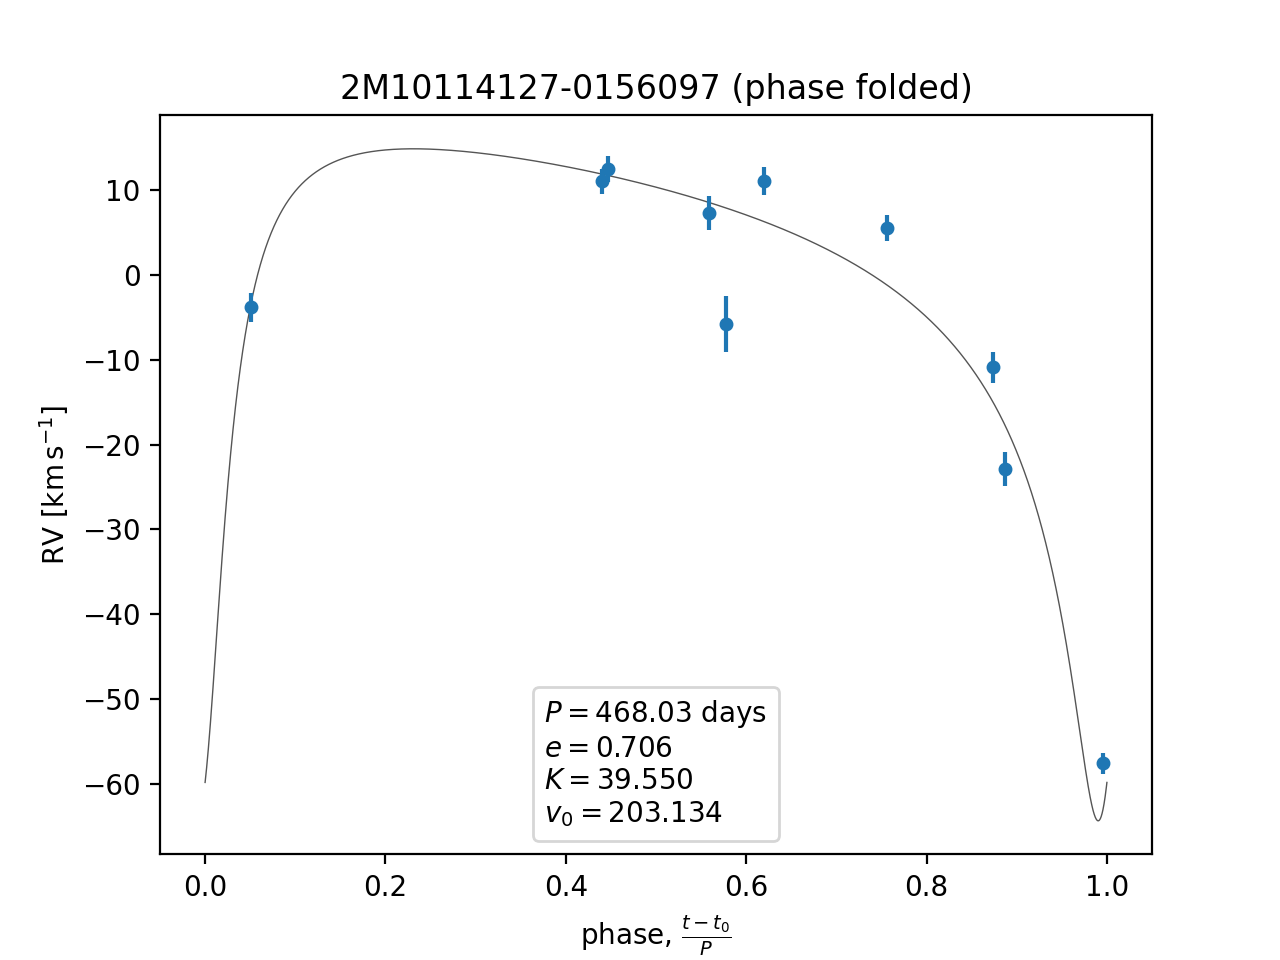 2M10114127-0156097 (phase folded)
RV [km s⁻¹]
10
0
−10
−20
−30
−40
−50
−60
P = 468.03 days
e = 0.706
K = 39.550
v₀ = 203.134
0.0 0.2 0.4 0.6 0.8 1.0
phase, (t − t₀)/P